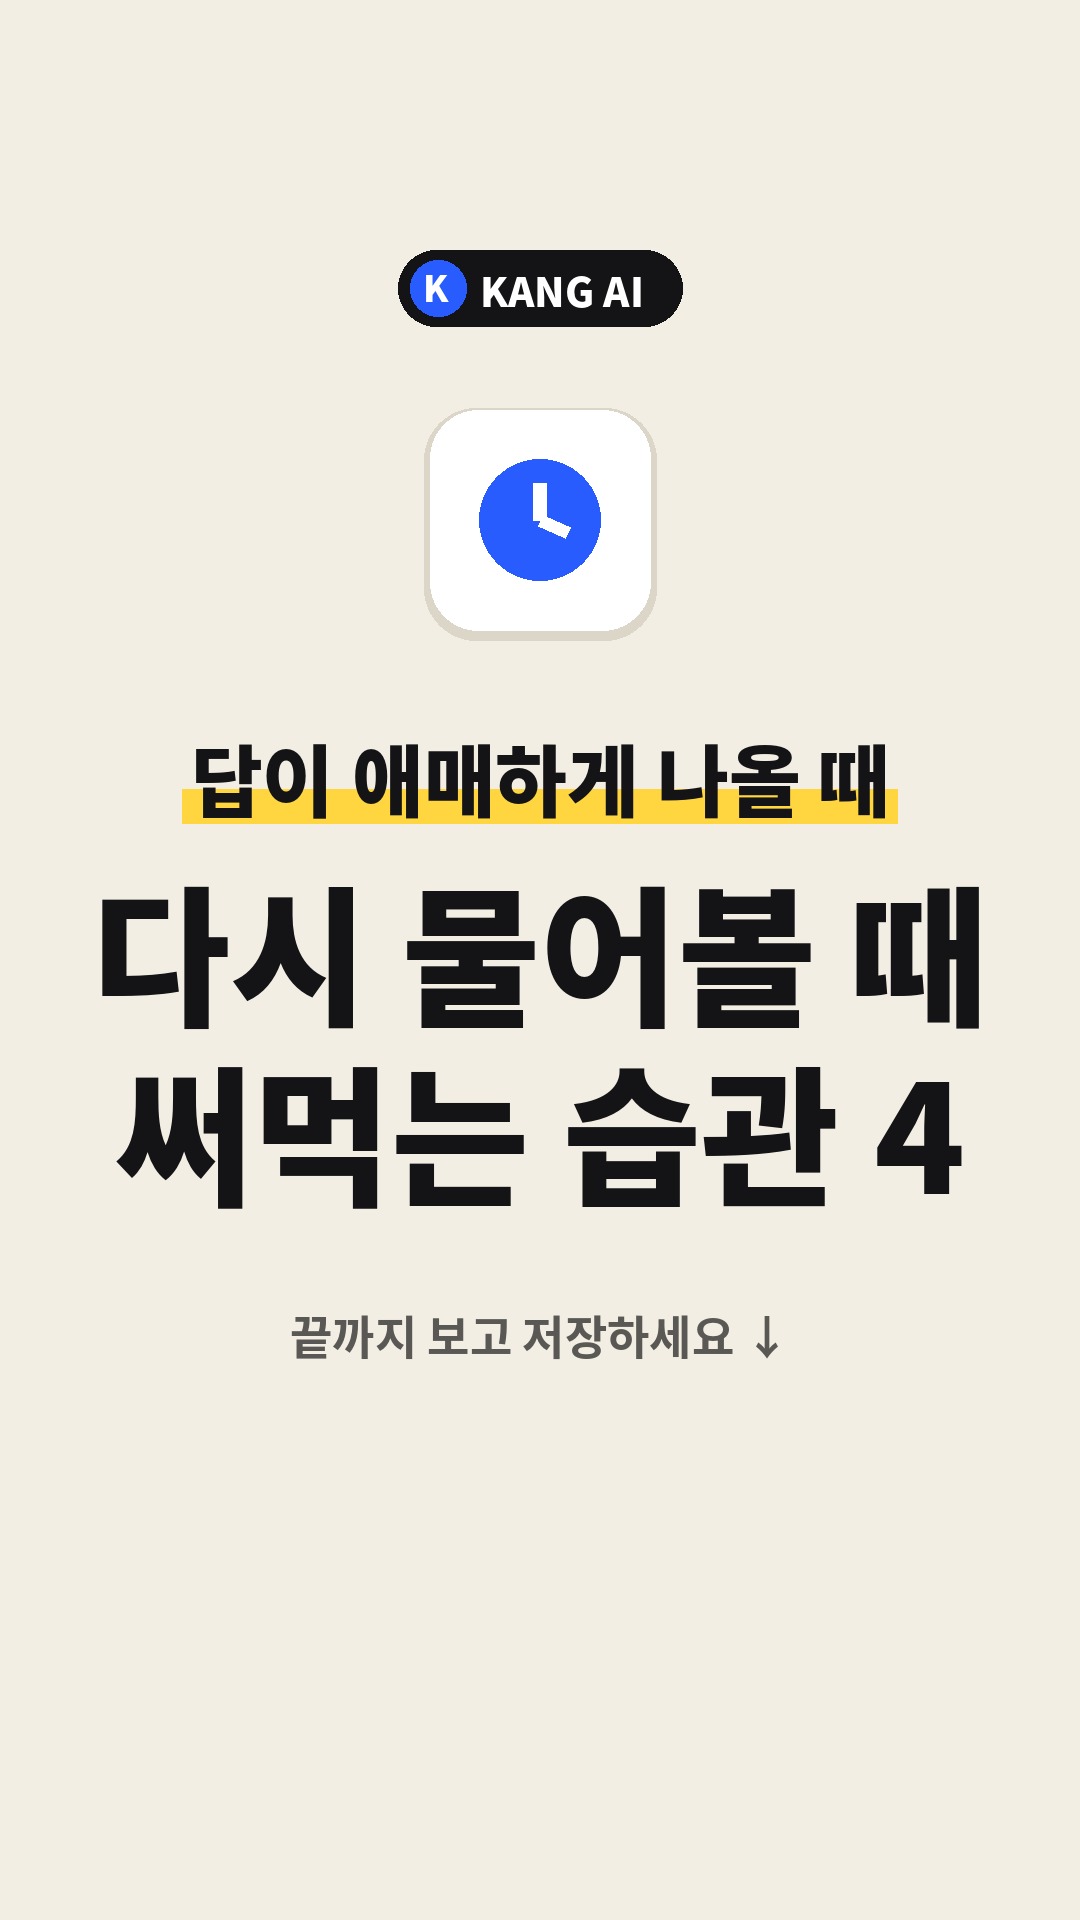 K KANG AI
답이 애매하게 나올 때
다시 물어볼 때
써먹는 습관 4
끝까지 보고 저장하세요 ↓